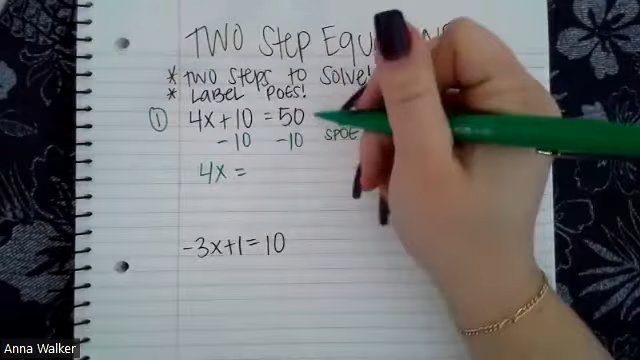 TWO STEP EQU
* TWO STEPS TO SOLVE!
* LABEL POES!
① 4x+10=50
-10 -10 SPOE
4x =
-3x+1=10
Anna Walker